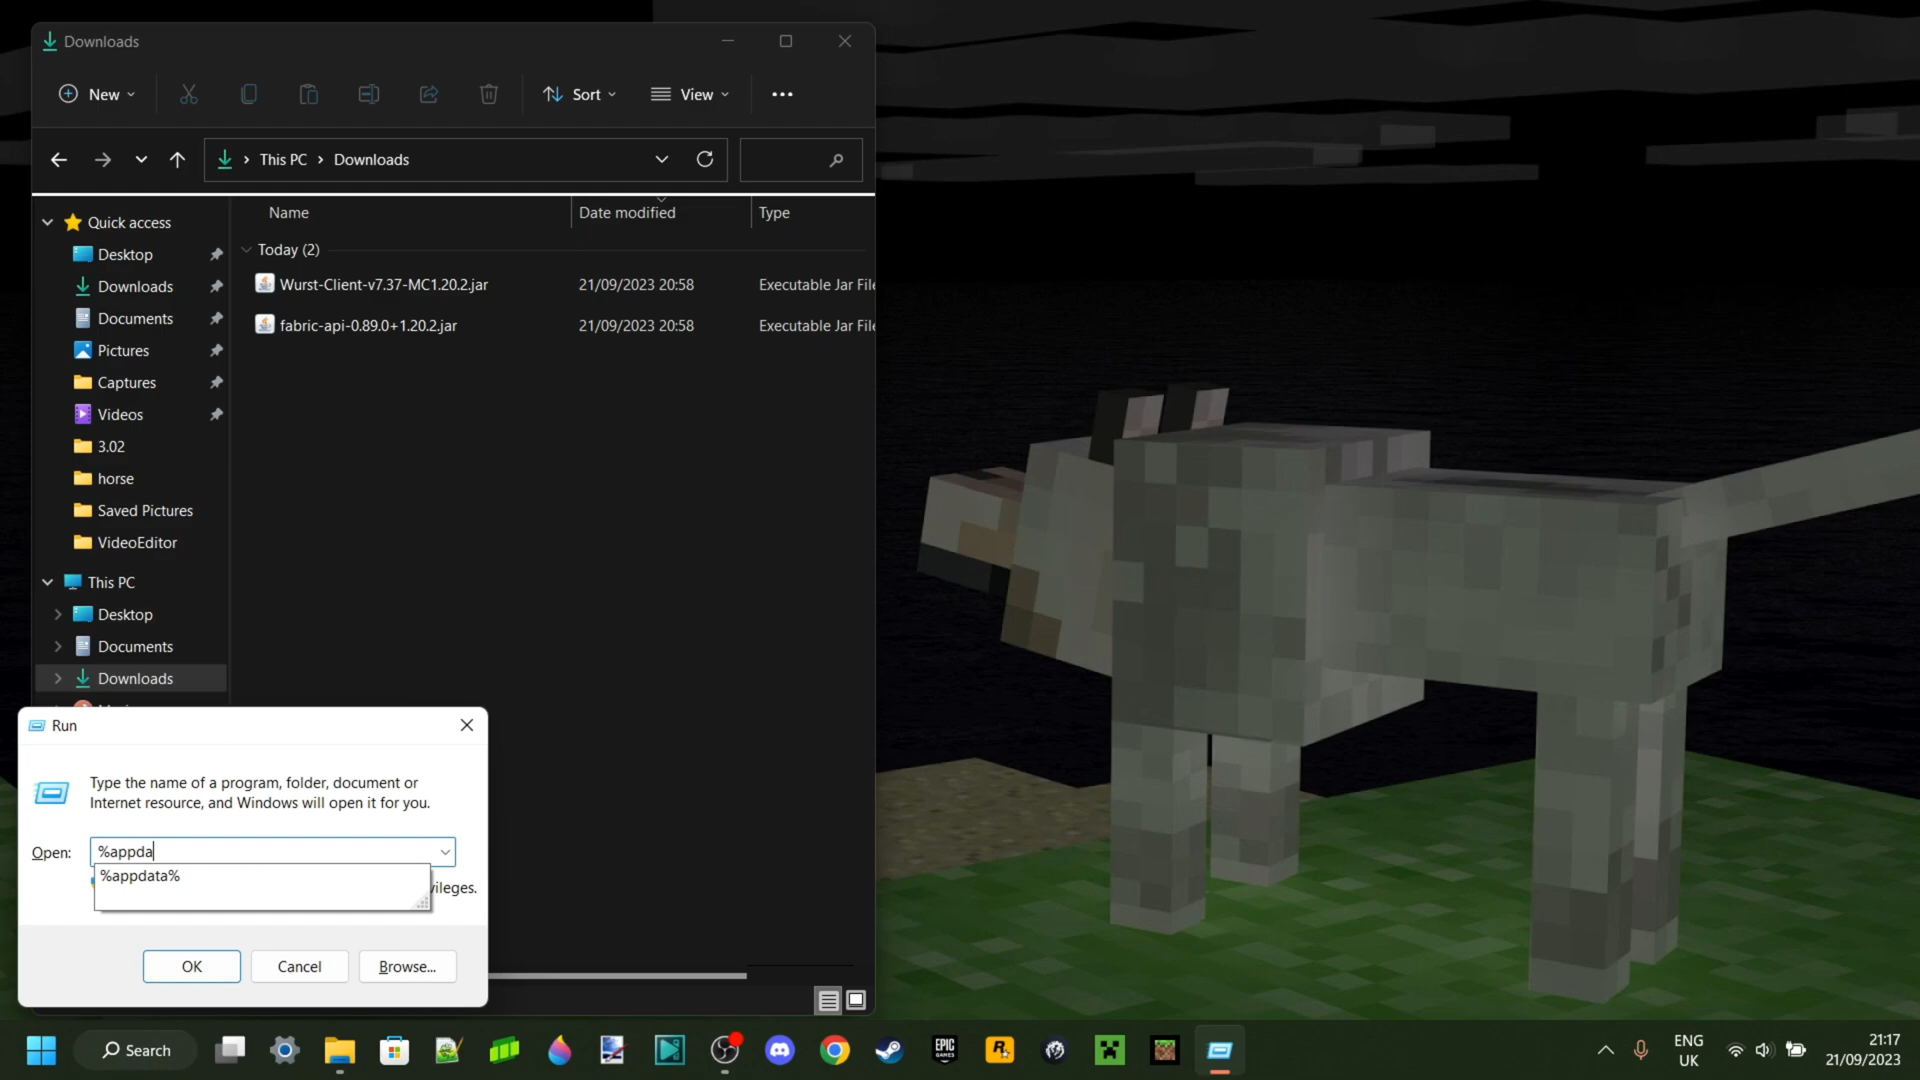 Downloads
New
Sort
View
This PC
Downloads
Name
Date modified
Type
Quick access
Desktop
Downloads
Documents
Pictures
Captures
Videos
3.02
horse
Saved Pictures
VideoEditor
This PC
Desktop
Documents
Downloads
Today (2)
Wurst-Client-v7.37-MC1.20.2.jar
21/09/2023 20:58
Executable Jar File
fabric-api-0.89.0+1.20.2.jar
21/09/2023 20:58
Executable Jar File
Run
Type the name of a program, folder, document or
Internet resource, and Windows will open it for you.
Open:
%appda
%appdata%
vileges.
OK
Cancel
Browse...
Search
EPIC
GAMES
ENG
UK
21:17
21/09/2023